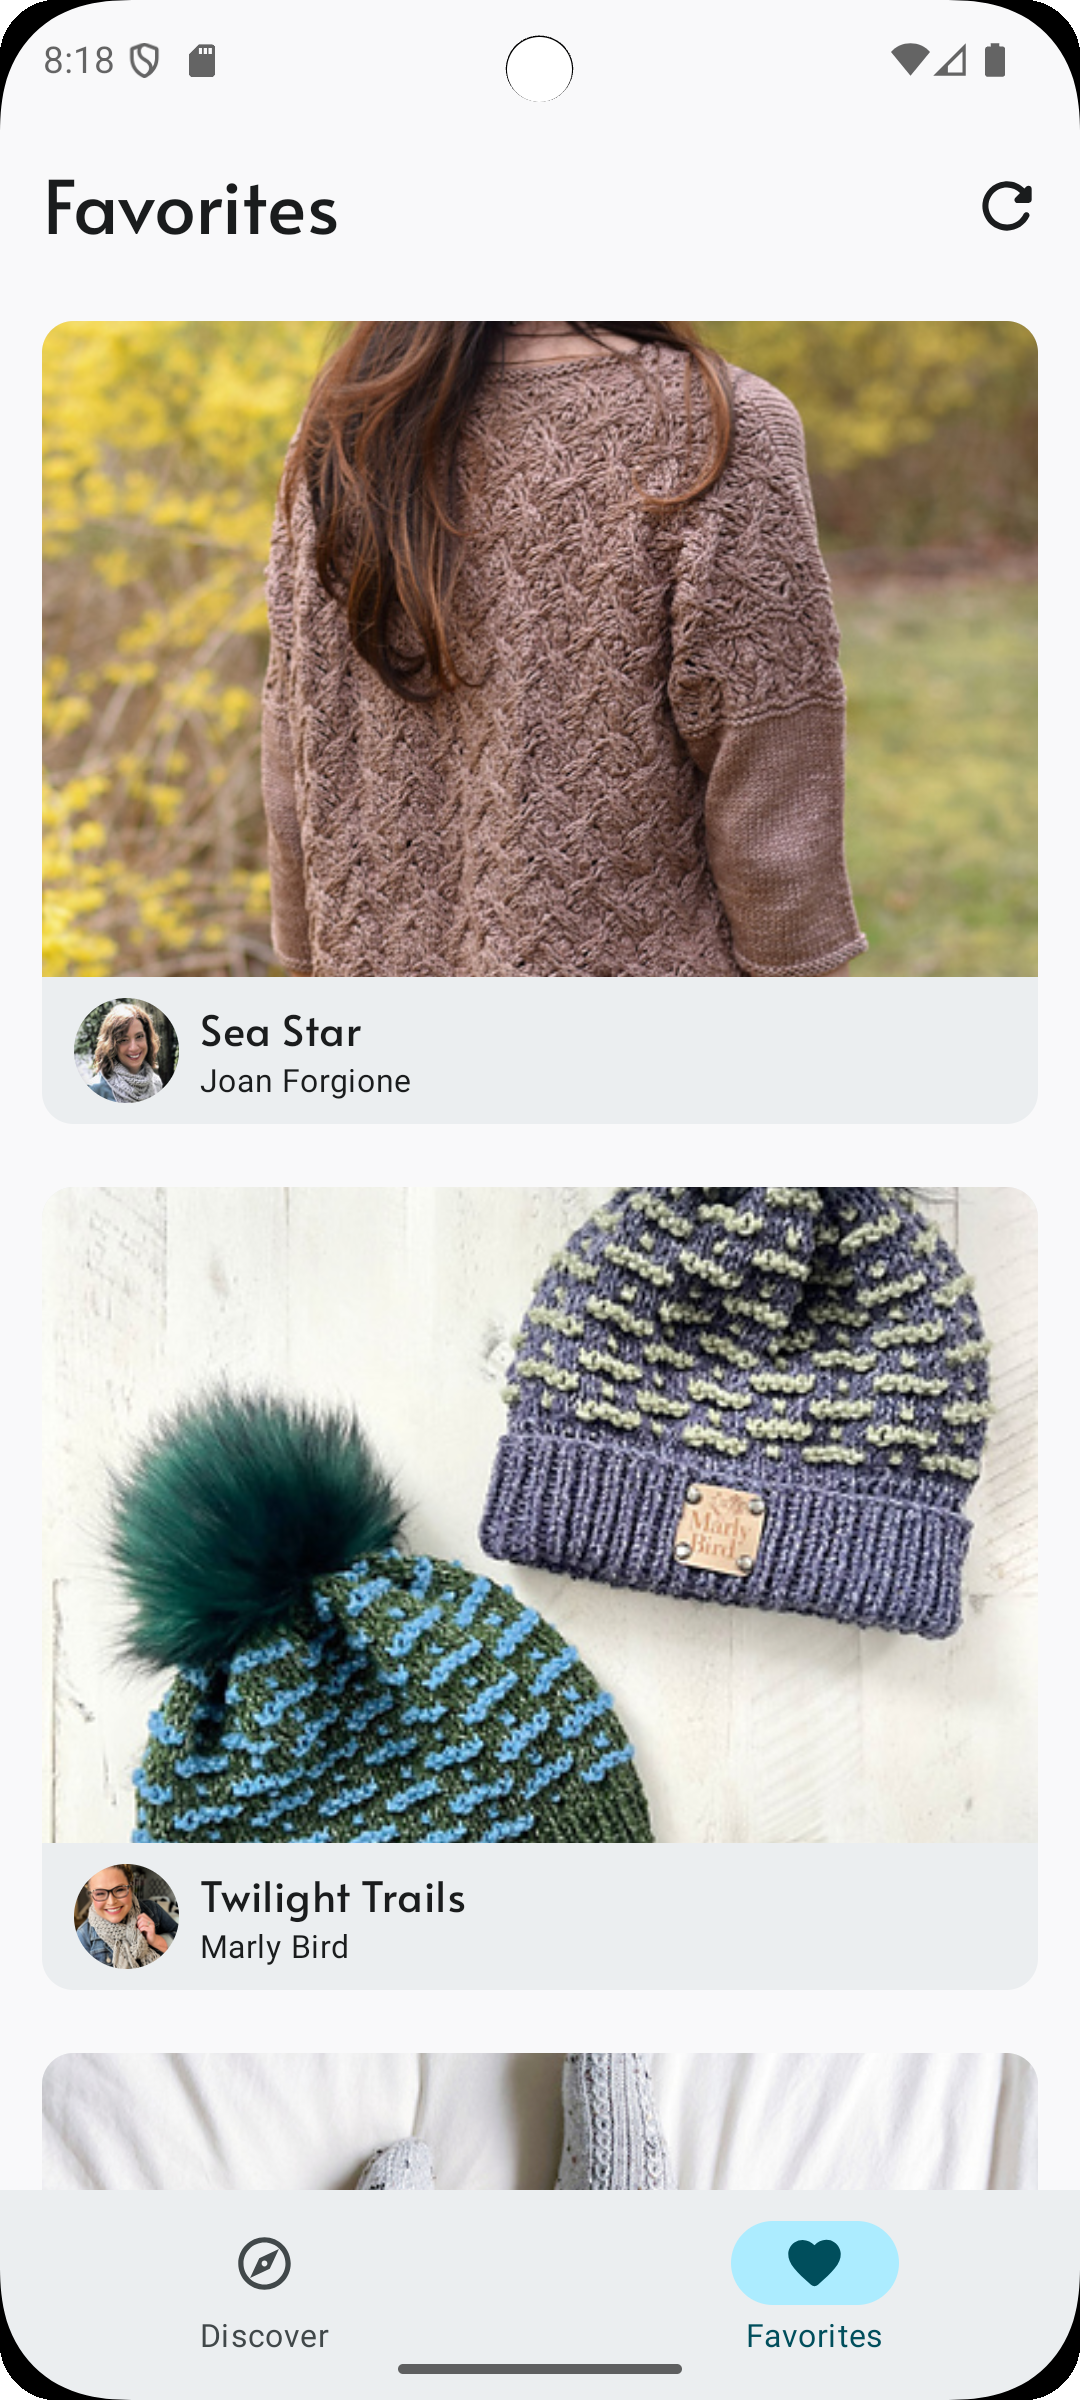 8:18
Favorites
Sea Star
Joan Forgione
Marly
Bird
Twilight Trails
Marly Bird
Discover
Favorites